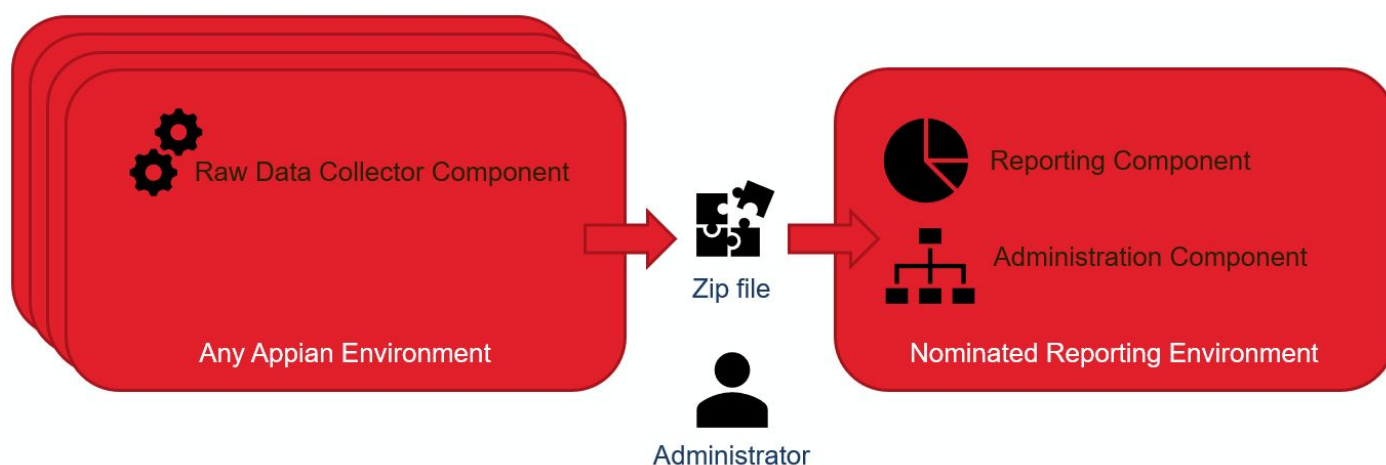 Raw Data Collector Component
Any Appian Environment
Zip file
Administrator
Reporting Component
Administration Component
Nominated Reporting Environment